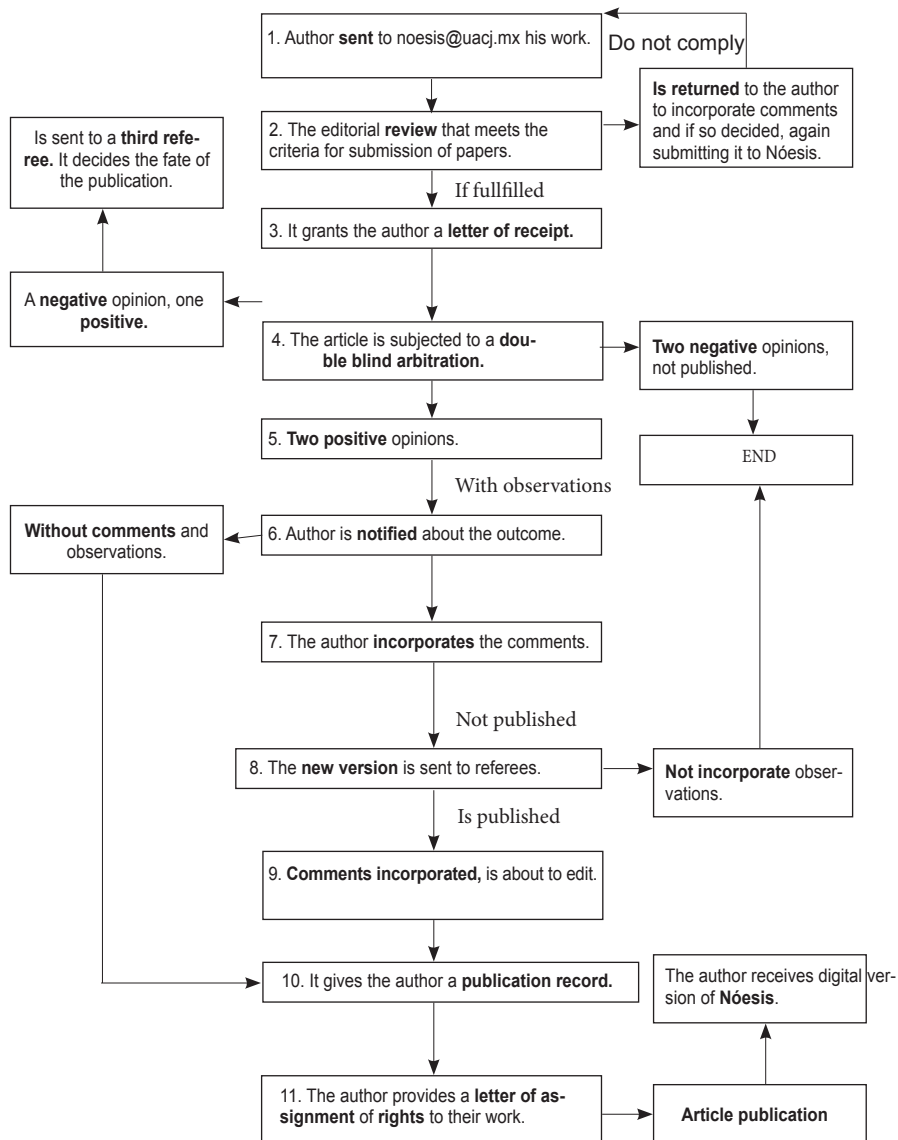 1. Author sent to noesis@uacj.mx his work.
Do not comply
Is returned to the author
to incorporate comments
and if so decided, again
submitting it to Nóesis.
2. The editorial review that meets the
criteria for submission of papers.
Is sent to a third refe-
ree. It decides the fate of
the publication.
If fullfilled
3. It grants the author a letter of receipt.
A negative opinion, one
positive.
4. The article is subjected to a dou-
ble blind arbitration.
Two negative opinions,
not published.
5. Two positive opinions.
END
With observations
Without comments and
observations.
6. Author is notified about the outcome.
7. The author incorporates the comments.
Not published
8. The new version is sent to referees.
Not incorporate obser-
vations.
Is published
9. Comments incorporated, is about to edit.
10. It gives the author a publication record.
The author receives digital ver-
sion of Nóesis.
11. The author provides a letter of as-
signment of rights to their work.
Article publication